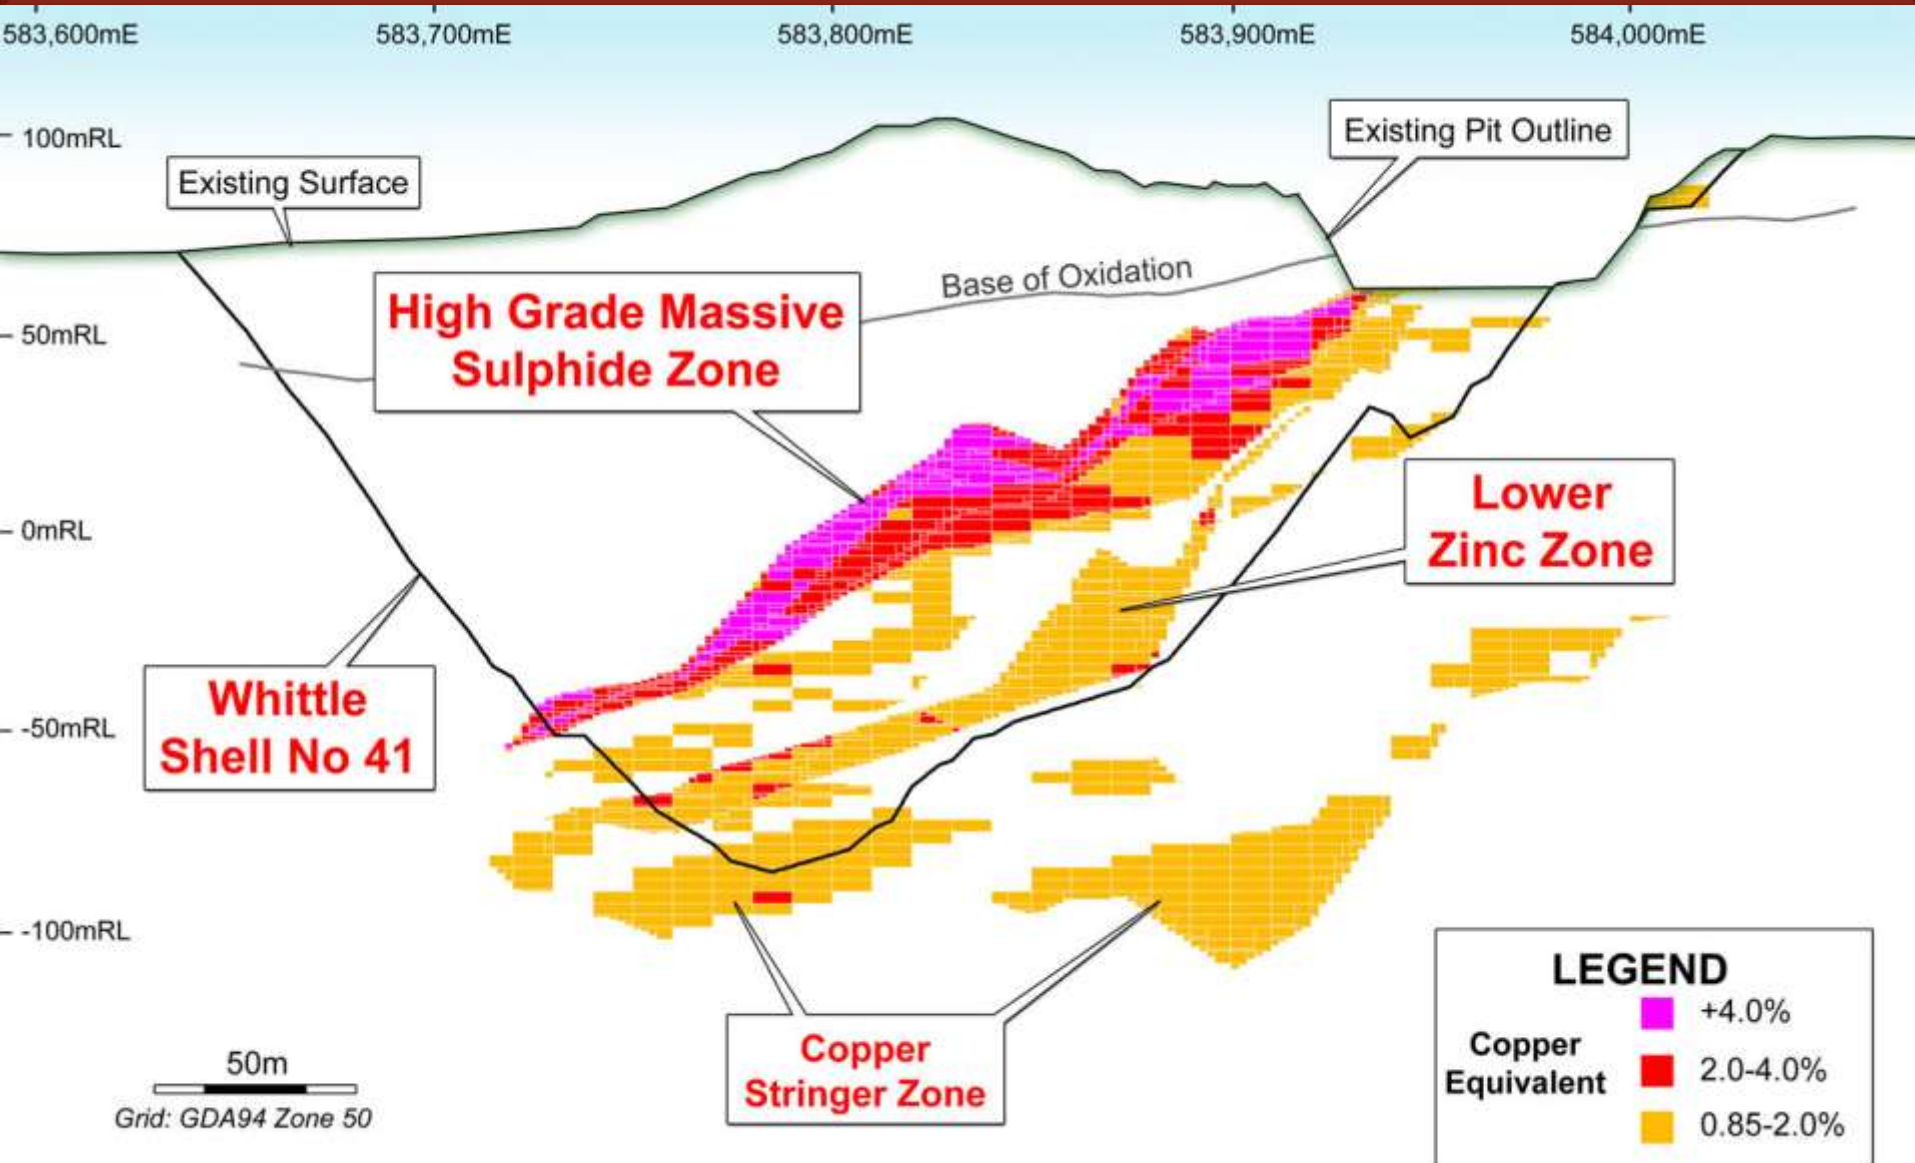 583,600mE
583,700mE
583,800mE
583,900mE
584,000mE
100mRL
50mRL
0mRL
-50mRL
-100mRL
Existing Surface
Existing Pit Outline
Base of Oxidation
High Grade Massive
Sulphide Zone
Lower
Zinc Zone
Whittle
Shell No 41
Copper
Stringer Zone
50m
Grid: GDA94 Zone 50
LEGEND
Copper
Equivalent
+4.0%
2.0-4.0%
0.85-2.0%